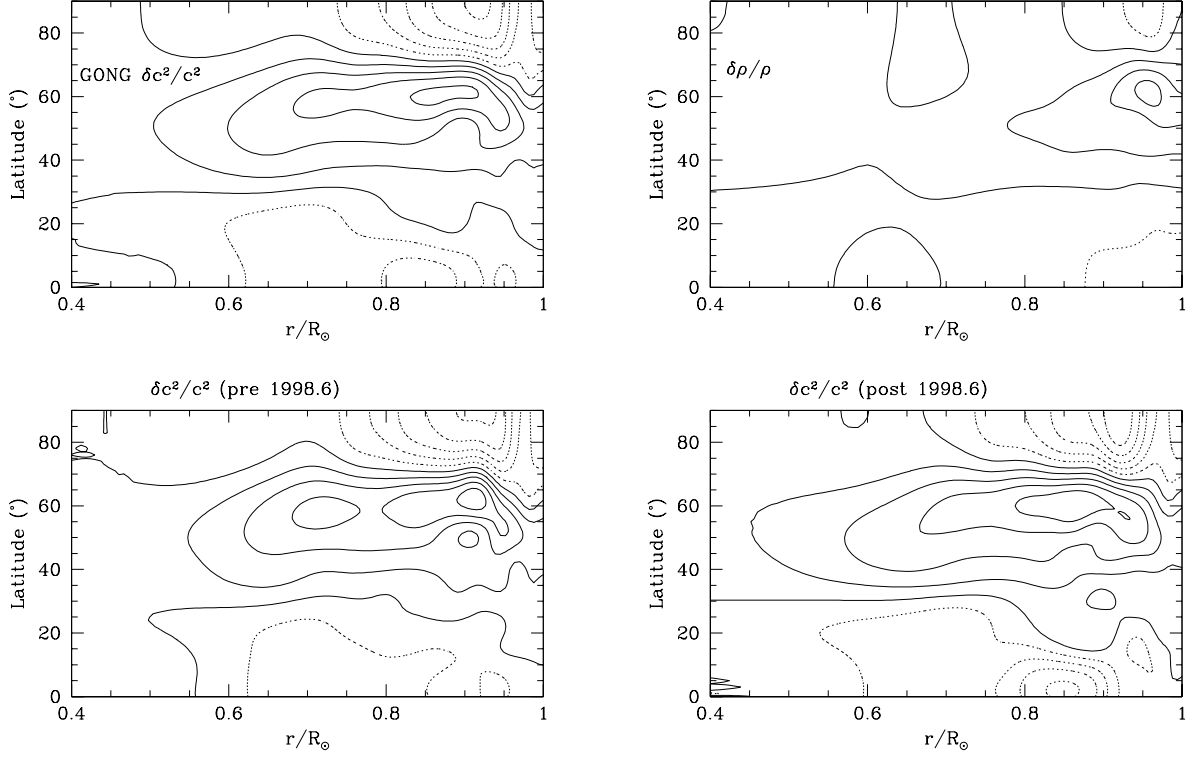 GONG δc²/c²
Latitude (°)
80
60
40
20
0
0.4 0.6 0.8 1
r/R☉
δρ/ρ
Latitude (°)
80
60
40
20
0
0.4 0.6 0.8 1
r/R☉
δc²/c² (pre 1998.6)
Latitude (°)
80
60
40
20
0
0.4 0.6 0.8 1
r/R☉
δc²/c² (post 1998.6)
Latitude (°)
80
60
40
20
0
0.4 0.6 0.8 1
r/R☉